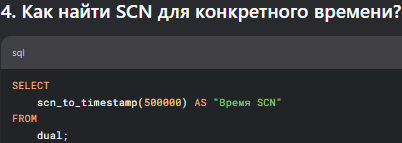 4. Как найти SCN для конкретного времени?
sql
SELECT
scn_to_timestamp(500000) AS "Время SCN"
FROM
dual;